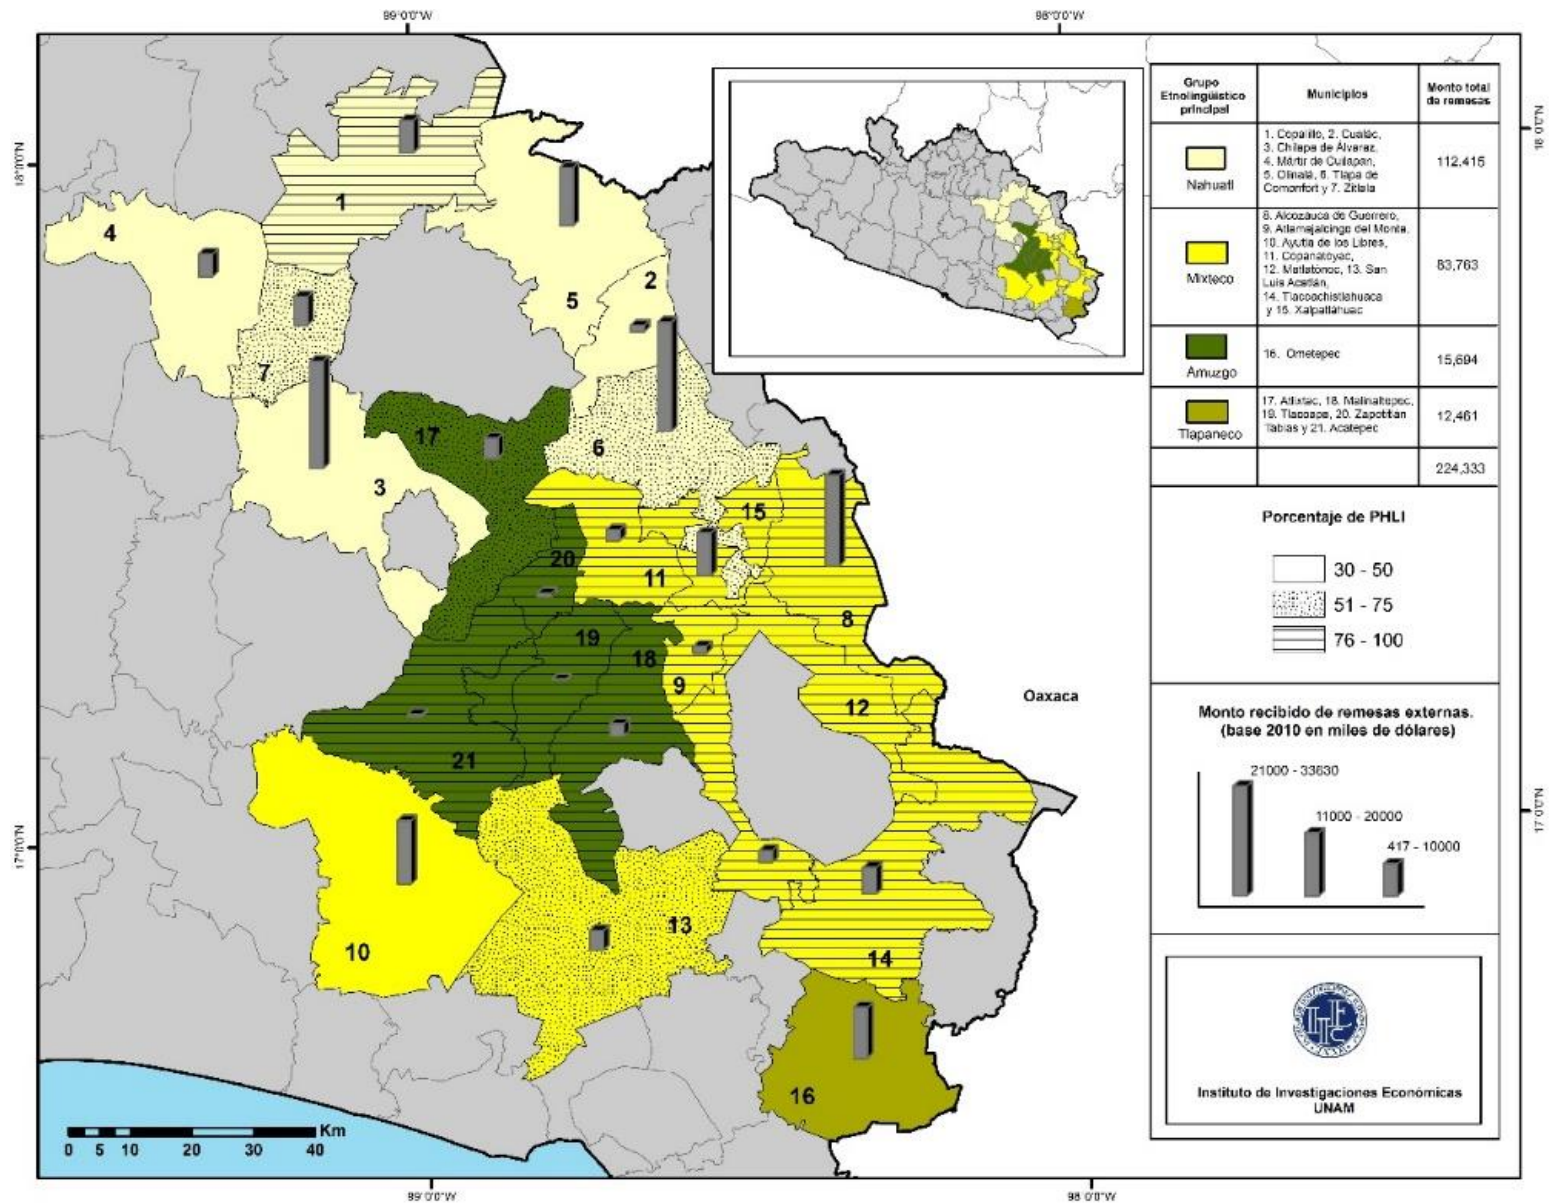 99°0'0"W
98°0'0"W
18°0'0"N
18°0'0"N
17°0'0"N
17°0'0"N
99°0'0"W
98°0'0"W
1
4
5
2
7
17
6
3
15
20
11
8
19
18
9
12
21
10
13
14
16
Oaxaca
Km
0 5 10 20 30 40
Grupo
Etnolingüístico
principal
Municipios
Monto total
de remesas
Nahuatl
1. Copalillo, 2. Cualác,
3. Chilapa de Álvarez,
4. Mártir de Cuilapan,
5. Olinalá, 6. Tlapa de
Comonfort y 7. Zitlala
112,415
Mixteco
8. Alcozauca de Guerrero,
9. Atlamajalcingo del Monte,
10. Ayutla de los Libres,
11. Copanatoyac,
12. Metlatónoc, 13. San
Luis Acatlán,
14. Tlacoachistlahuaca
y 15. Xalpatláhuac
83,763
Amuzgo
16. Ometepec
15,694
Tlapaneco
17. Atlixtac, 18. Malinaltepec,
19. Tlacoapa, 20. Zapotitlán
Tablas y 21. Acatepec
12,461
224,333
Porcentaje de PHLI
30 - 50
51 - 75
76 - 100
Monto recibido de remesas externas.
(base 2010 en miles de dólares)
21000 - 33630
11000 - 20000
417 - 10000
Instituto de Investigaciones Económicas
UNAM